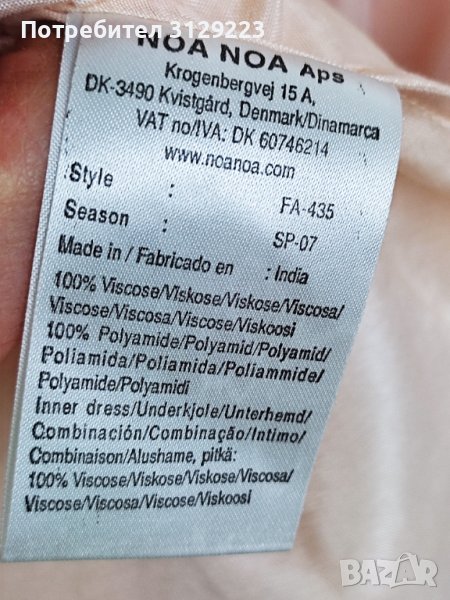 Потребител 3129223
NOA NOA Aps
Krogenbergvej 15 A,
DK-3490 Kvistgård, Denmark/Dinamarca
VAT no/IVA: DK 60746214
www.noanoa.com
Style : FA-435
Season : SP-07
Made in / Fabricado en : India
100% Viscose/Viskose/Viskose/Viscosa/
Viscose/Viscosa/Viscose/Viskoosi
100% Polyamide/Polyamid/Polyamid/
Poliamida/Poliamida/Poliammide/
Polyamide/Polyamidi
Inner dress/Underkjole/Unterhemd/
Combinación/Combinação/Intimo/
Combinaison/Alushame, pitkä:
100% Viscose/Viskose/Viskose/Viscosa/
Viscose/Viscosa/Viscose/Viskoosi
BAZAR